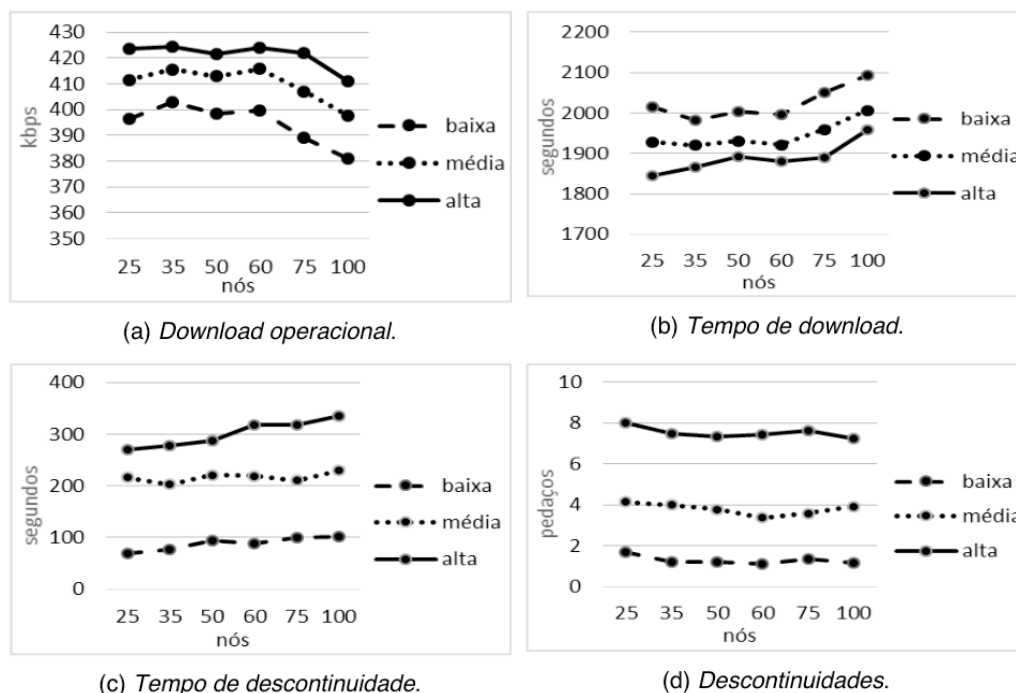 430
420
410
400
390
380
370
360
350
kbps
25 35 50 60 75 100
nós
baixa
média
alta
(a) Download operacional.
2200
2100
2000
1900
1800
1700
segundos
25 35 50 60 75 100
nós
baixa
média
alta
(b) Tempo de download.
400
300
200
100
0
segundos
25 35 50 60 75 100
nós
baixa
média
alta
(c) Tempo de descontinuidade.
10
8
6
4
2
0
pedaços
25 35 50 60 75 100
nós
baixa
média
alta
(d) Descontinuidades.